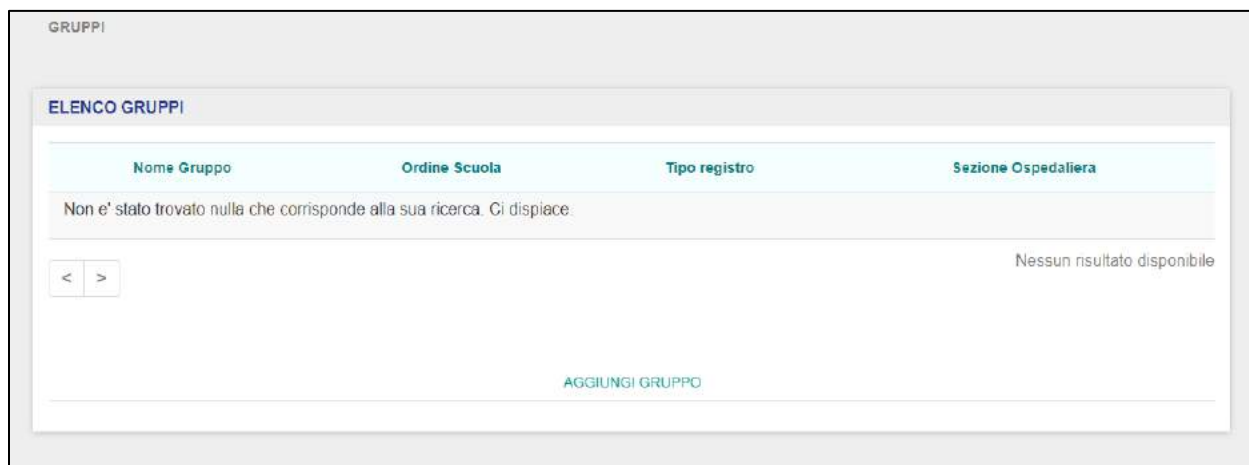 GRUPPI
ELENCO GRUPPI
Nome Gruppo Ordine Scuola Tipo registro Sezione Ospedaliera
Non e' stato trovato nulla che corrisponde alla sua ricerca. Ci dispiace.
< > Nessun risultato disponibile
AGGIUNGI GRUPPO